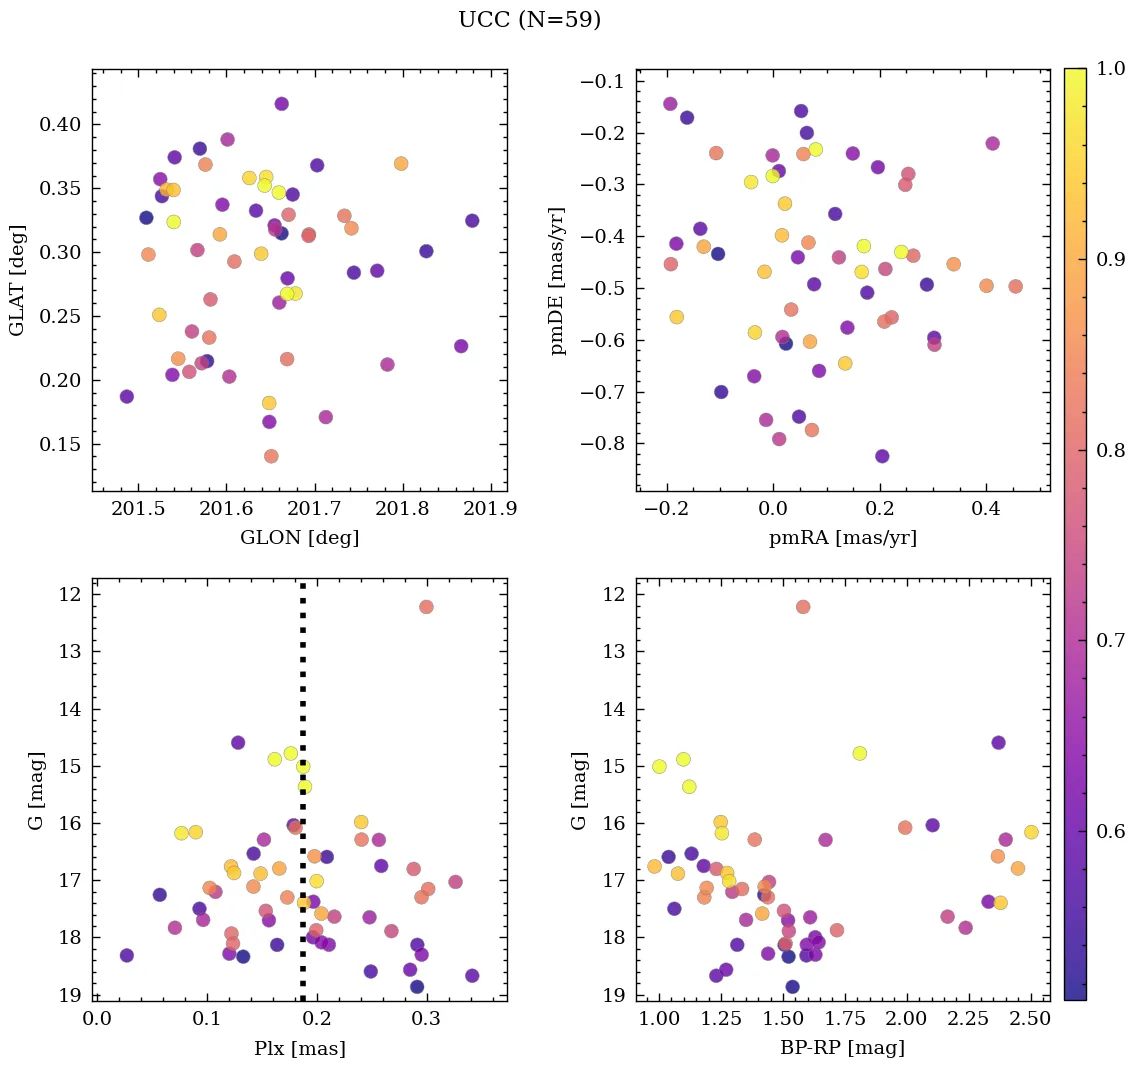 UCC (N=59)
0.40
0.35
0.30
0.25
0.20
0.15
GLAT [deg]
201.5 201.6 201.7 201.8 201.9
GLON [deg]
−0.1
−0.2
−0.3
−0.4
−0.5
−0.6
−0.7
−0.8
pmDE [mas/yr]
−0.2 0.0 0.2 0.4
pmRA [mas/yr]
1.0
0.9
0.8
0.7
0.6
12
13
14
15
16
17
18
19
G [mag]
0.0 0.1 0.2 0.3
Plx [mas]
12
13
14
15
16
17
18
19
G [mag]
1.00 1.25 1.50 1.75 2.00 2.25 2.50
BP-RP [mag]